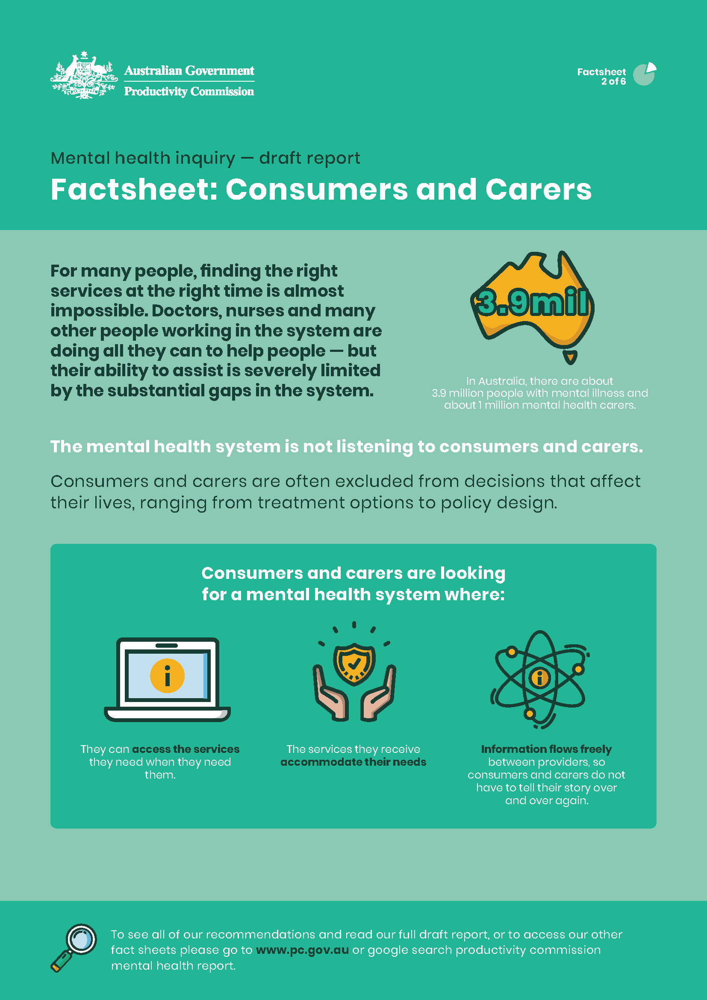 Australian Government
Productivity Commission
Factsheet
2 of 6
Mental health inquiry — draft report
Factsheet: Consumers and Carers
For many people, finding the right
services at the right time is almost
impossible. Doctors, nurses and many
other people working in the system are
doing all they can to help people — but
their ability to assist is severely limited
by the substantial gaps in the system.
3.9mil
In Australia, there are about
3.9 million people with mental illness and
about 1 million mental health carers.
The mental health system is not listening to consumers and carers.
Consumers and carers are often excluded from decisions that affect
their lives, ranging from treatment options to policy design.
Consumers and carers are looking
for a mental health system where:
i
i
They can access the services
they need when they need
them.
The services they receive
accommodate their needs
Information flows freely
between providers, so
consumers and carers do not
have to tell their story over
and over again.
To see all of our recommendations and read our full draft report, or to access our other
fact sheets please go to www.pc.gov.au or google search productivity commission
mental health report.